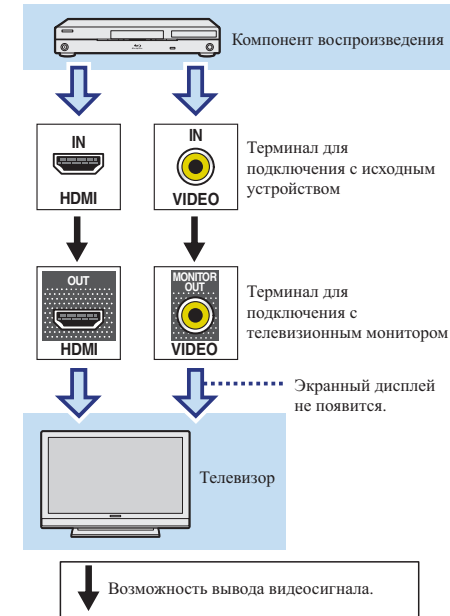 Компонент воспроизведения
IN
HDMI
IN
VIDEO
Терминал для
подключения с исходным
устройством
OUT
HDMI
MONITOR
OUT
VIDEO
Терминал для
подключения с
телевизионным монитором
Экранный дисплей
не появится.
Телевизор
Возможность вывода видеосигнала.